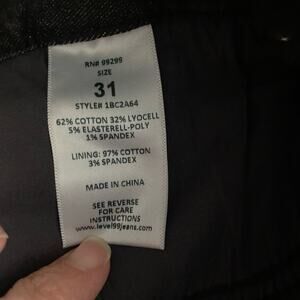 RN# 99299
SIZE
31
STYLE# 1BC2A64
62% COTTON 32% LYOCELL
5% ELASTERELL-POLY
1% SPANDEX
LINING: 97% COTTON
3% SPANDEX
MADE IN CHINA
SEE REVERSE
FOR CARE
INSTRUCTIONS
www.level99jeans.com